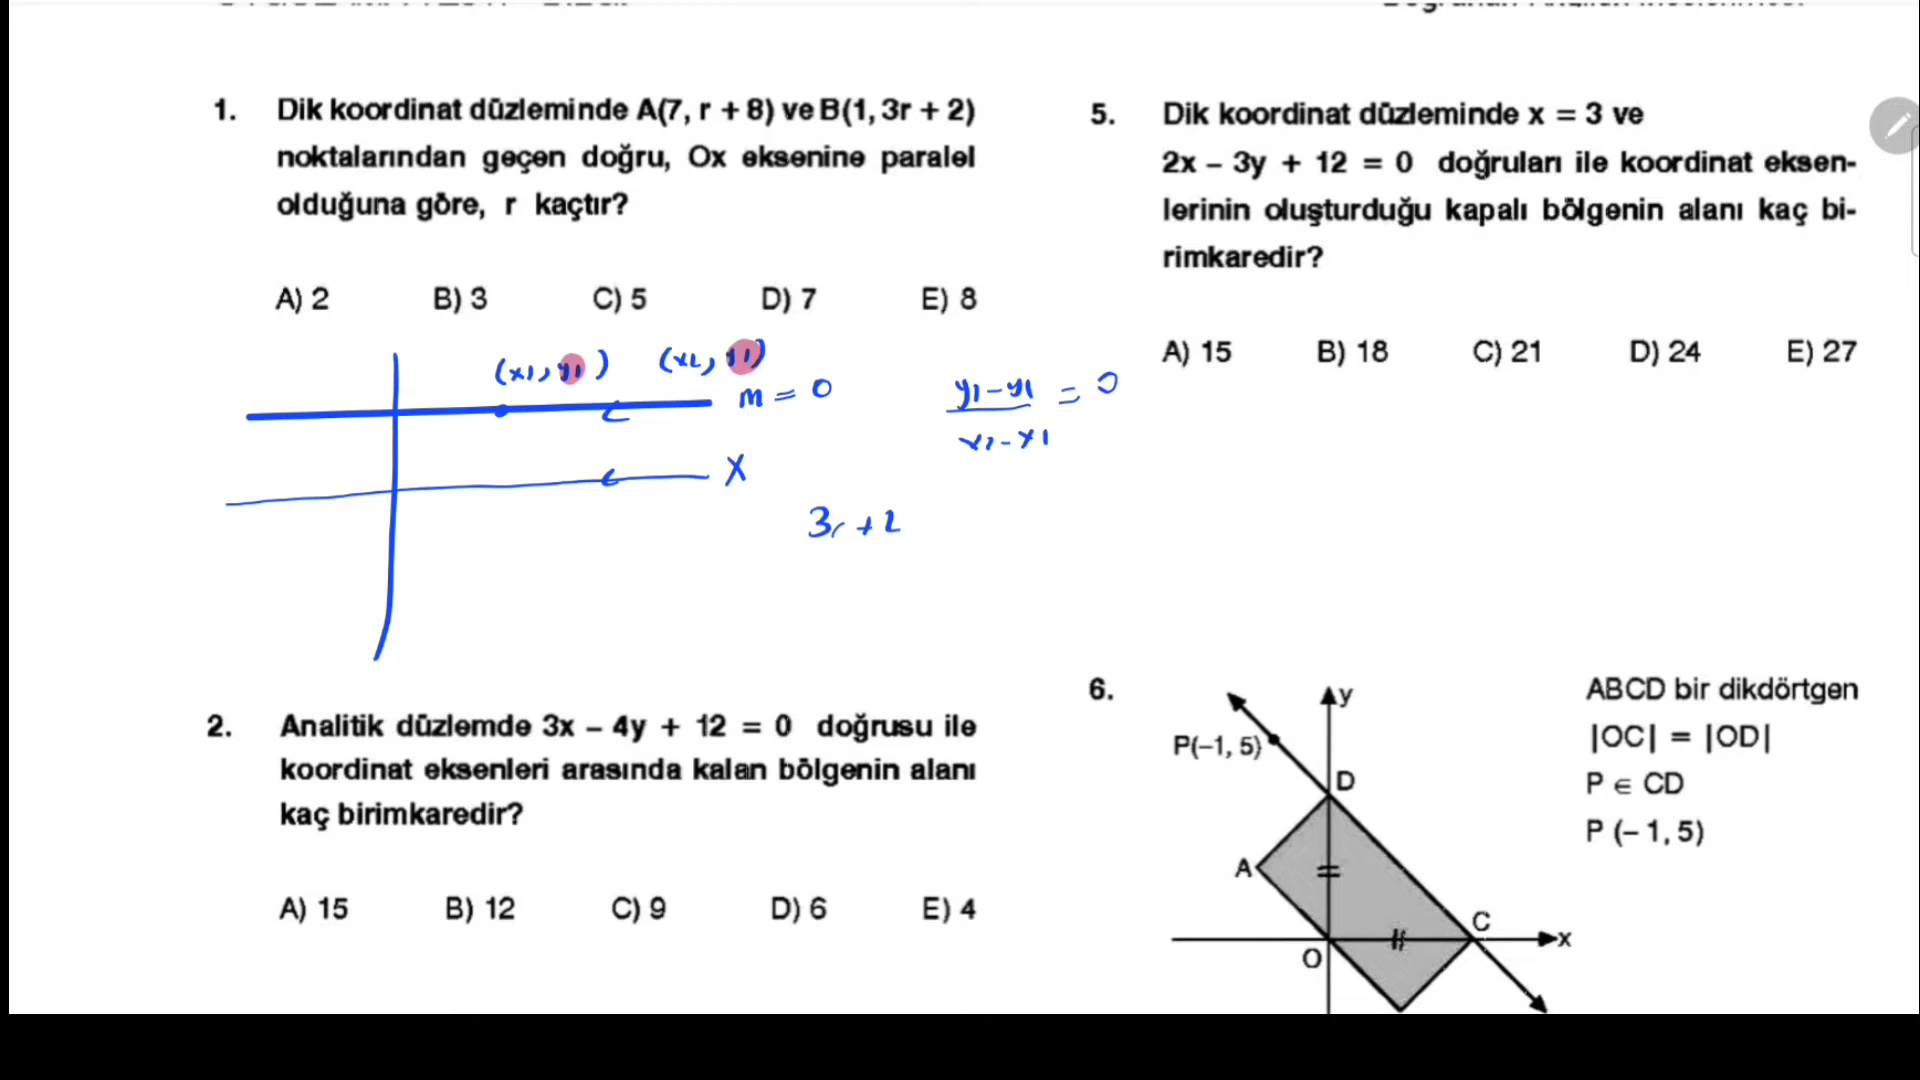 1. Dik koordinat düzleminde A(7, r + 8) ve B(1, 3r + 2)
noktalarından geçen doğru, Ox eksenine paralel
olduğuna göre, r kaçtır?
A) 2 B) 3 C) 5 D) 7 E) 8
(x1, y1) (x2, y1)
m = 0
y1 - y1 = 0
x2 - x1
X
3r + 2
2. Analitik düzlemde 3x – 4y + 12 = 0 doğrusu ile
koordinat eksenleri arasında kalan bölgenin alanı
kaç birimkaredir?
A) 15 B) 12 C) 9 D) 6 E) 4
5. Dik koordinat düzleminde x = 3 ve
2x – 3y + 12 = 0 doğruları ile koordinat eksen-
lerinin oluşturduğu kapalı bölgenin alanı kaç bi-
rimkaredir?
A) 15 B) 18 C) 21 D) 24 E) 27
6.
y
P(–1, 5)
D
A
C
x
O
ABCD bir dikdörtgen
|OC| = |OD|
P ∈ CD
P (– 1, 5)